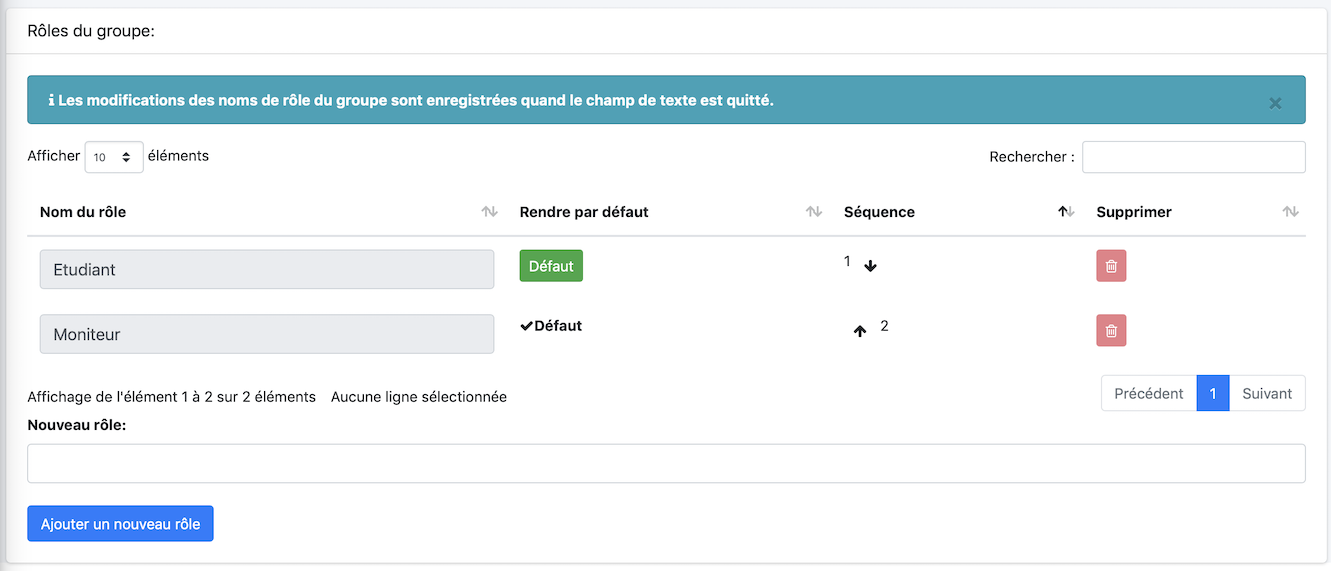 Rôles du groupe:
i Les modifications des noms de rôle du groupe sont enregistrées quand le champ de texte est quitté. ×
Afficher 10 éléments Rechercher :
Nom du rôle Rendre par défaut Séquence Supprimer
Etudiant Défaut 1
Moniteur Défaut 2
Affichage de l'élément 1 à 2 sur 2 éléments Aucune ligne sélectionnée Précédent 1 Suivant
Nouveau rôle:
Ajouter un nouveau rôle